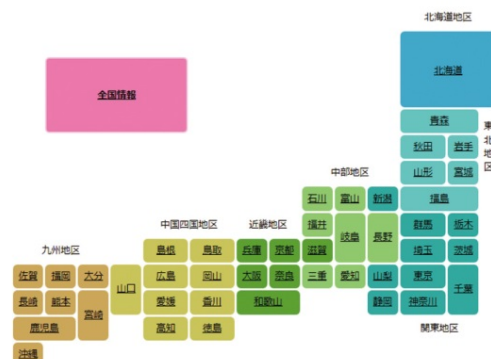 北海道地区
北海道
全国情報
青森
東北地区
秋田 岩手
山形 宮城
中部地区
石川 富山 新潟 福島
中国四国地区 近畿地区
福井 岐阜 長野 群馬 栃木
九州地区
島根 鳥取 兵庫 京都 滋賀 埼玉 茨城
佐賀 福岡 大分 山口 広島 岡山 大阪 奈良 三重 愛知 山梨 東京 千葉
長崎 熊本 宮崎 愛媛 香川 和歌山 静岡 神奈川
鹿児島 高知 徳島 関東地区
沖縄